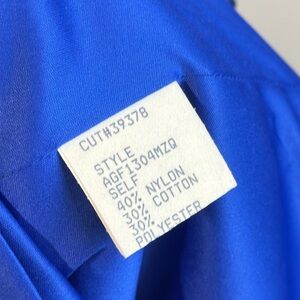 CUT#39378
STYLE
AGF1304MZQ
SELF
40% NYLON
30% COTTON
30%
POLYESTER